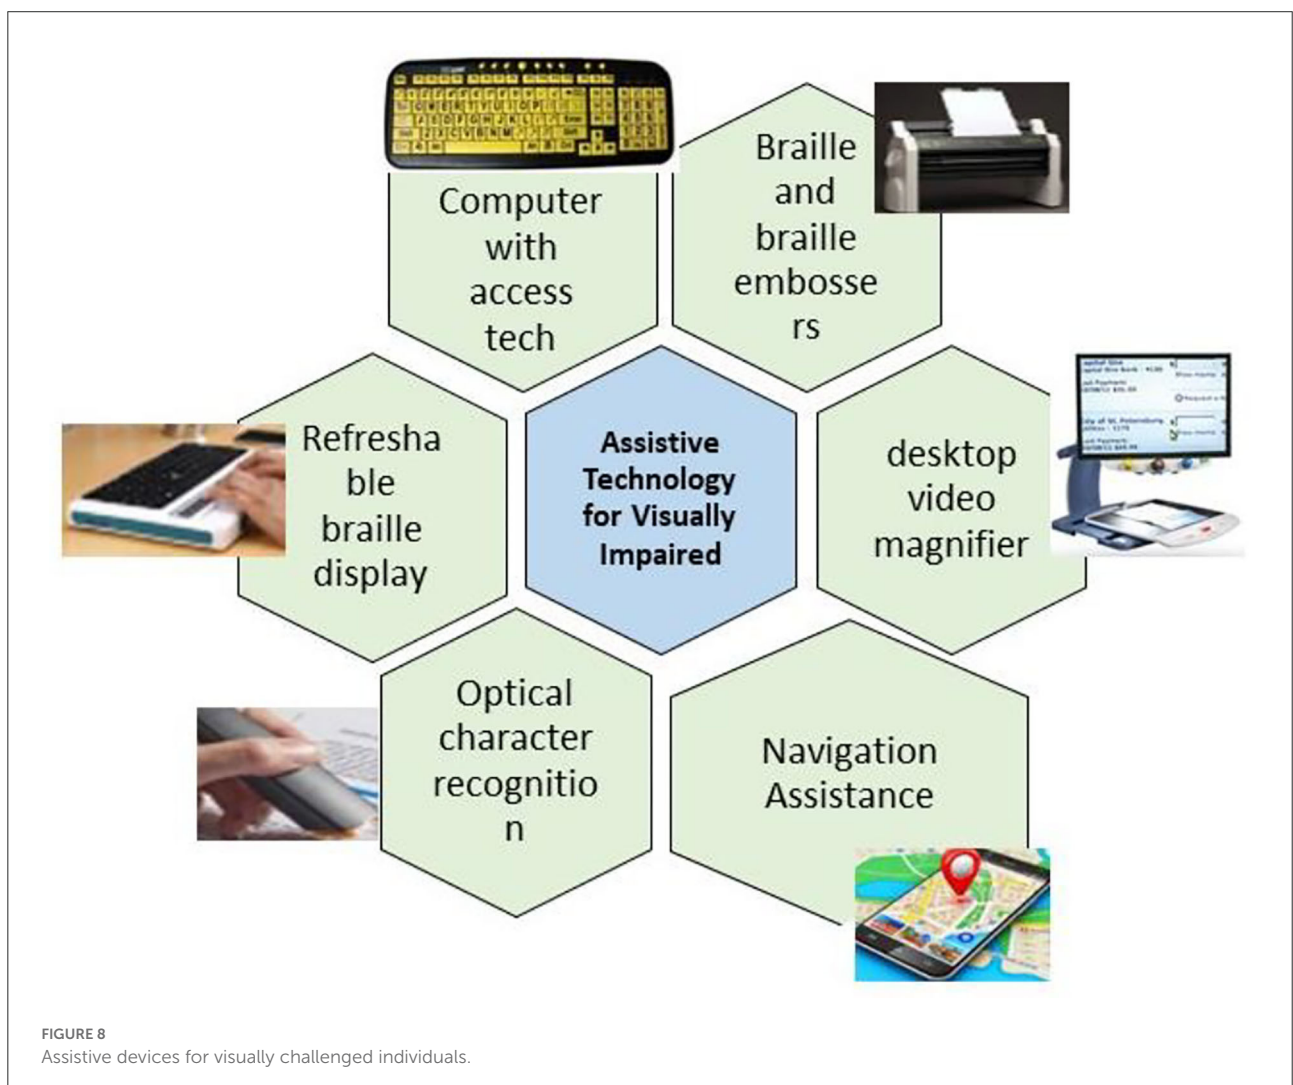 Computer
with
access
tech
Braille
and
braille
embosse
rs
Refresha
ble
braille
display
Assistive
Technology
for Visually
Impaired
desktop
video
magnifier
Optical
character
recognitio
n
Navigation
Assistance
FIGURE 8
Assistive devices for visually challenged individuals.